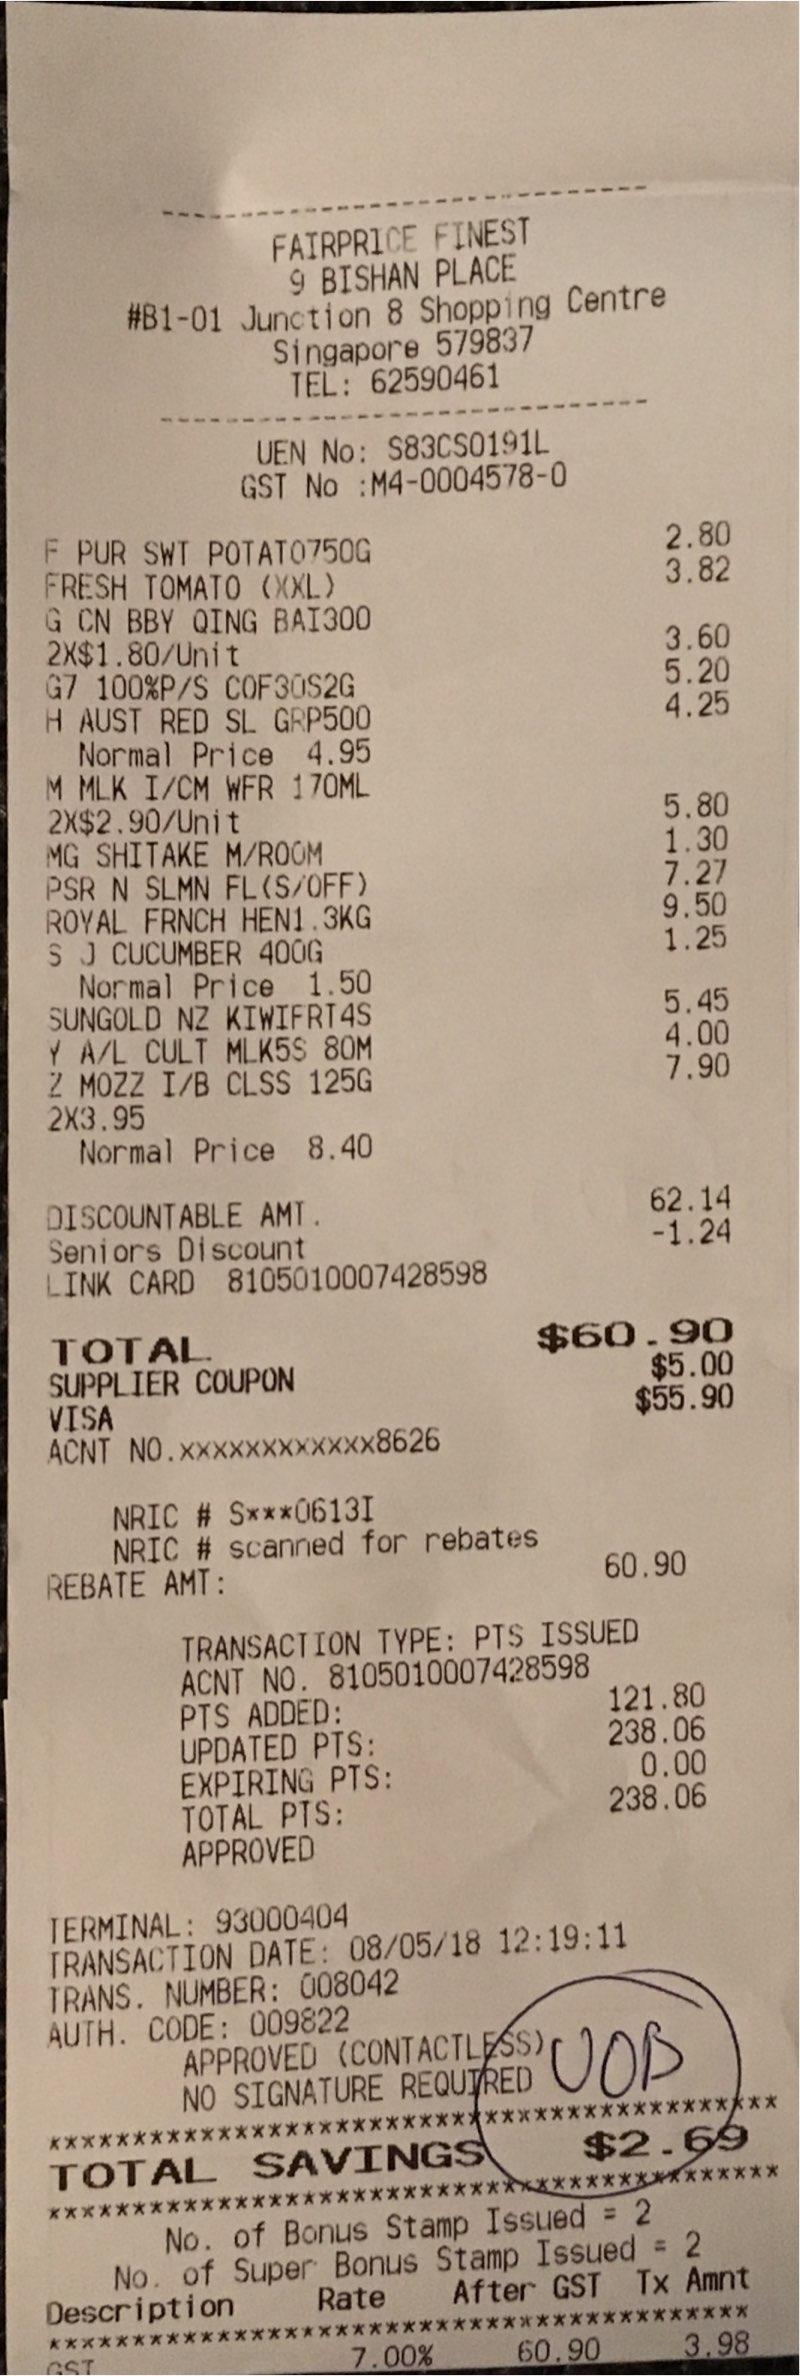 --------------------------------
FAIRPRICE FINEST
9 BISHAN PLACE
#B1-01 Junction 8 Shopping Centre
Singapore 579837
TEL: 62590461
--------------------------------
UEN No: S83CS0191L
GST No :M4-0004578-0
F PUR SWT POTATO750G 2.80
FRESH TOMATO (XXL) 3.82
G CN BBY QING BAI300
2X$1.80/Unit 3.60
G7 100%P/S COF30S2G 5.20
H AUST RED SL GRP500 4.25
Normal Price 4.95
M MLK I/CM WFR 170ML
2X$2.90/Unit 5.80
MG SHITAKE M/ROOM 1.30
PSR N SLMN FL(S/OFF) 7.27
ROYAL FRNCH HEN1.3KG 9.50
S J CUCUMBER 400G 1.25
Normal Price 1.50
SUNGOLD NZ KIWIFRT4S 5.45
Y A/L CULT MLK5S 80M 4.00
Z MOZZ I/B CLSS 125G 7.90
2X3.95
Normal Price 8.40
DISCOUNTABLE AMT. 62.14
Seniors Discount -1.24
LINK CARD 8105010007428598
TOTAL $60.90
SUPPLIER COUPON $5.00
VISA $55.90
ACNT NO.xxxxxxxxxxxx8626
NRIC # S***0613I
NRIC # scanned for rebates
REBATE AMT: 60.90
TRANSACTION TYPE: PTS ISSUED
ACNT NO. 8105010007428598
PTS ADDED: 121.80
UPDATED PTS: 238.06
EXPIRING PTS: 0.00
TOTAL PTS: 238.06
APPROVED
TERMINAL: 93000404
TRANSACTION DATE: 08/05/18 12:19:11
TRANS. NUMBER: 008042
AUTH. CODE: 009822
APPROVED (CONTACTLESS) UOB
NO SIGNATURE REQUIRED
********************************************
TOTAL SAVINGS $2.69
********************************************
No. of Bonus Stamp Issued = 2
No. of Super Bonus Stamp Issued = 2
Description Rate After GST Tx Amnt
********************************************
GST 7.00% 60.90 3.98